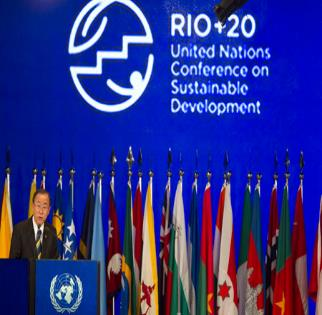 RIO+20
United Nations
Conference on
Sustainable
Development